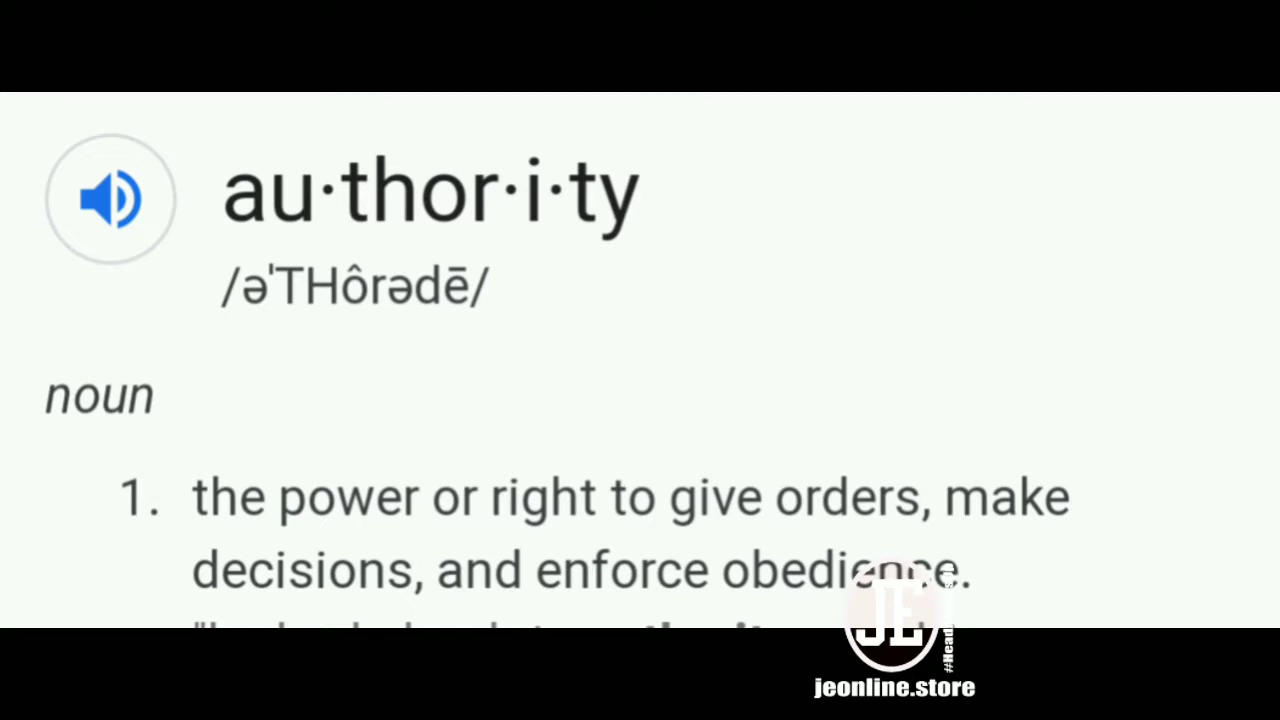 au·thor·i·ty
/əˈTHôrədē/
noun
1. the power or right to give orders, make
decisions, and enforce obedience.
JE
jeonline.store